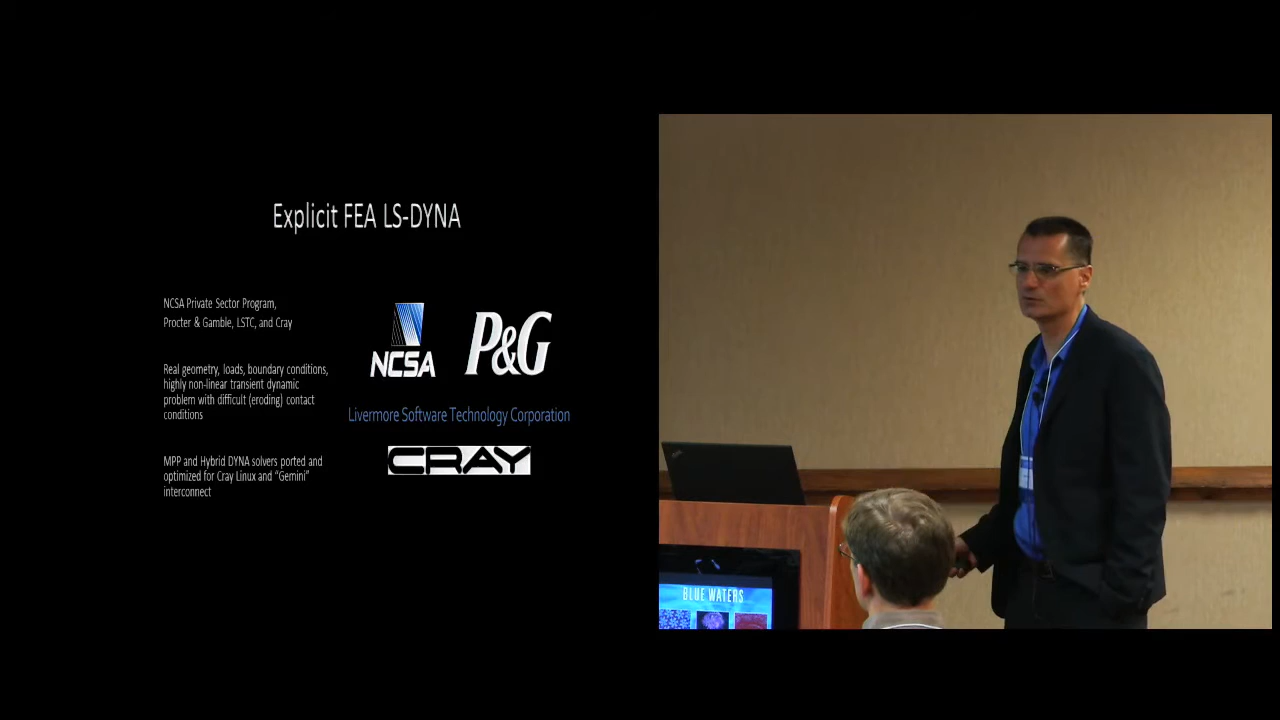 Explicit FEA LS-DYNA
NCSA Private Sector Program,
Procter & Gamble, LSTC, and Cray
Real geometry, loads, boundary conditions,
highly non-linear transient dynamic
problem with difficult (eroding) contact
conditions
MPP and Hybrid DYNA solvers ported and
optimized for Cray Linux and "Gemini"
interconnect
NCSA
P&G
Livermore Software Technology Corporation
CRAY
BLUE WATERS